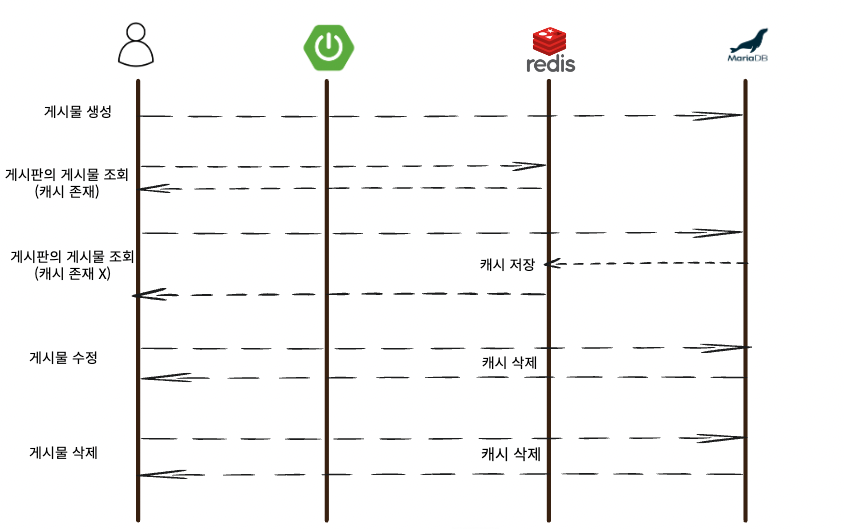 redis
MariaDB
게시물 생성
게시판의 게시물 조회
(캐시 존재)
게시판의 게시물 조회
(캐시 존재 X)
캐시 저장
게시물 수정
캐시 삭제
게시물 삭제
캐시 삭제